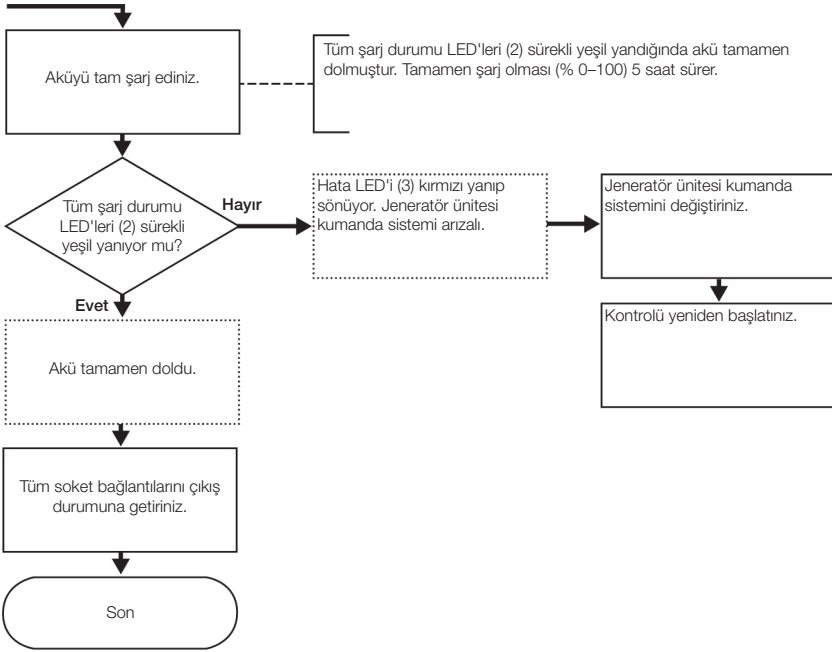 Aküyü tam şarj ediniz.
Tüm şarj durumu LED'leri (2) sürekli yeşil yandığında akü tamamen
dolmuştur. Tamamen şarj olması (% 0–100) 5 saat sürer.
Tüm şarj durumu
LED'leri (2) sürekli
yeşil yanıyor mu?
Hayır
Hata LED'i (3) kırmızı yanıp
sönüyor. Jeneratör ünitesi
kumanda sistemi arızalı.
Jeneratör ünitesi kumanda
sistemini değiştiriniz.
Kontrolü yeniden başlatınız.
Evet
Akü tamamen doldu.
Tüm soket bağlantılarını çıkış
durumuna getiriniz.
Son